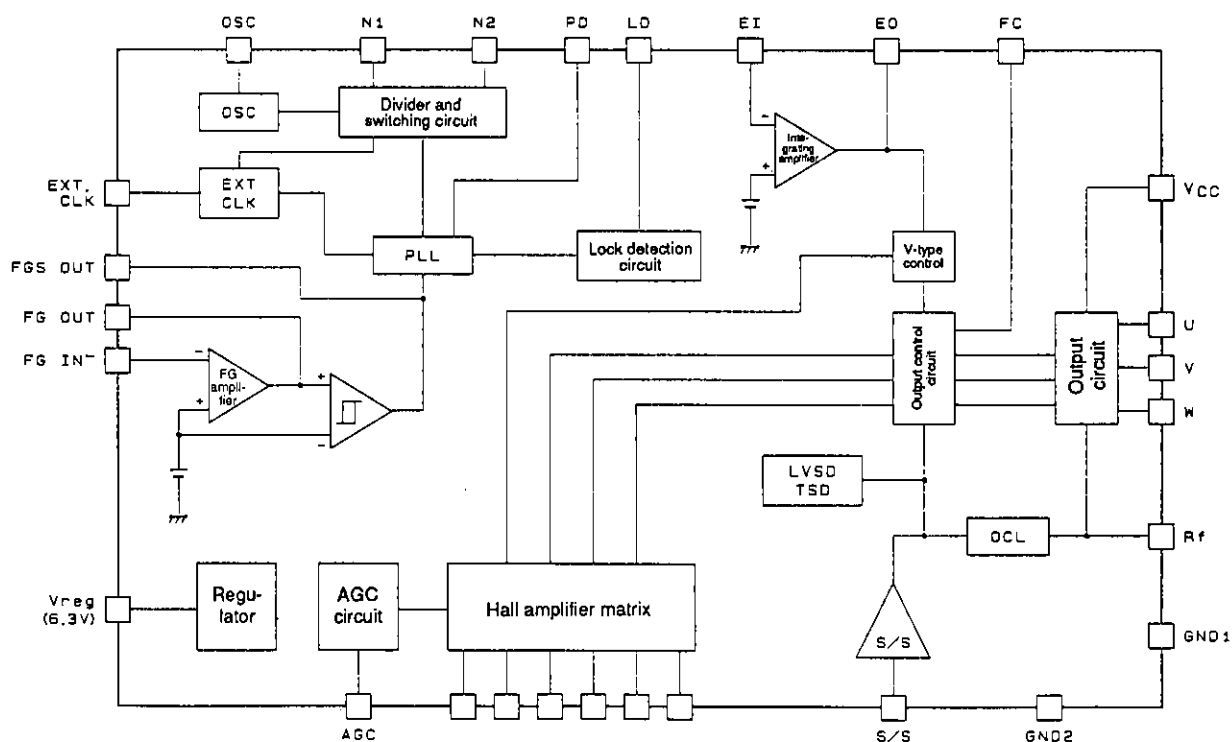 OSC N1 N2 PD LD EI EO FC
Divider and
switching circuit
OSC
Inte-
grating
amplifier
-
+
EXT.
CLK
EXT
CLK
VCC
PLL
Lock detection
circuit
V-type
control
FGS OUT
FG OUT
FG IN-
-
FG
ampli-
fier
+
+
-
Output control
circuit
Output
circuit
U
V
W
LVSD
TSD
OCL
Rf
Vreg
(6.3V)
Regu-
lator
AGC
circuit
Hall amplifier matrix
S/S
GND1
AGC
S/S
GND2